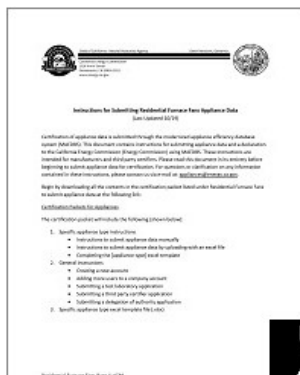 Instructions for Submitting Residential Furnace Fans Appliance Data
Certification of appliance data is submitted through the modernized appliance efficiency database
system (MAEDBS). This document contains instructions for submitting appliance data and a declaration
to the California Energy Commission (Energy Commission) using MAEDBS. These instructions are
intended for manufacturers and third party certifiers. Please read this document in its entirety before
beginning to submit appliance data for certification. For questions or clarification on any information
contained in these instructions, please contact us via e-mail at:
Begin by downloading all the contents in the certification packet listed under Residential Furnace Fans
to submit appliance data at the following link:
Certification Packets for Appliances
The certification packet will include the following (shown below):
1. Specific appliance type instructions
• Instructions to submit appliance data manually
• Instructions to submit appliance data by uploading with an excel file
• Completing the (appliance type) excel template
2. General instructions
• Creating a new account
• Adding more users to a company account
• Submitting a test laboratory application
• Submitting a third party certifier application
• Submitting a delegation of authority application
3. Specific appliance type excel template file (.xlsx)